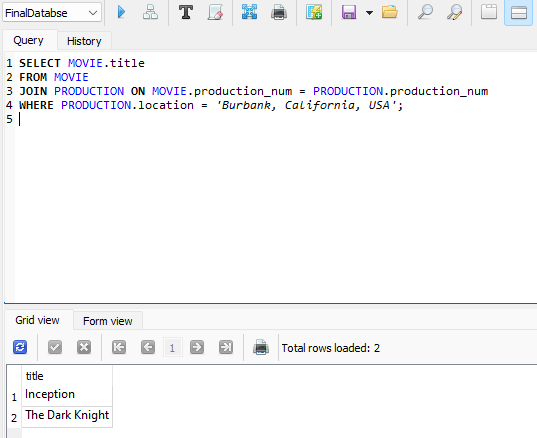 FinalDatabse
Query History
1 SELECT MOVIE.title
2 FROM MOVIE
3 JOIN PRODUCTION ON MOVIE.production_num = PRODUCTION.production_num
4 WHERE PRODUCTION.location = 'Burbank, California, USA';
5
Grid view Form view
1 Total rows loaded: 2
title
1 Inception
2 The Dark Knight